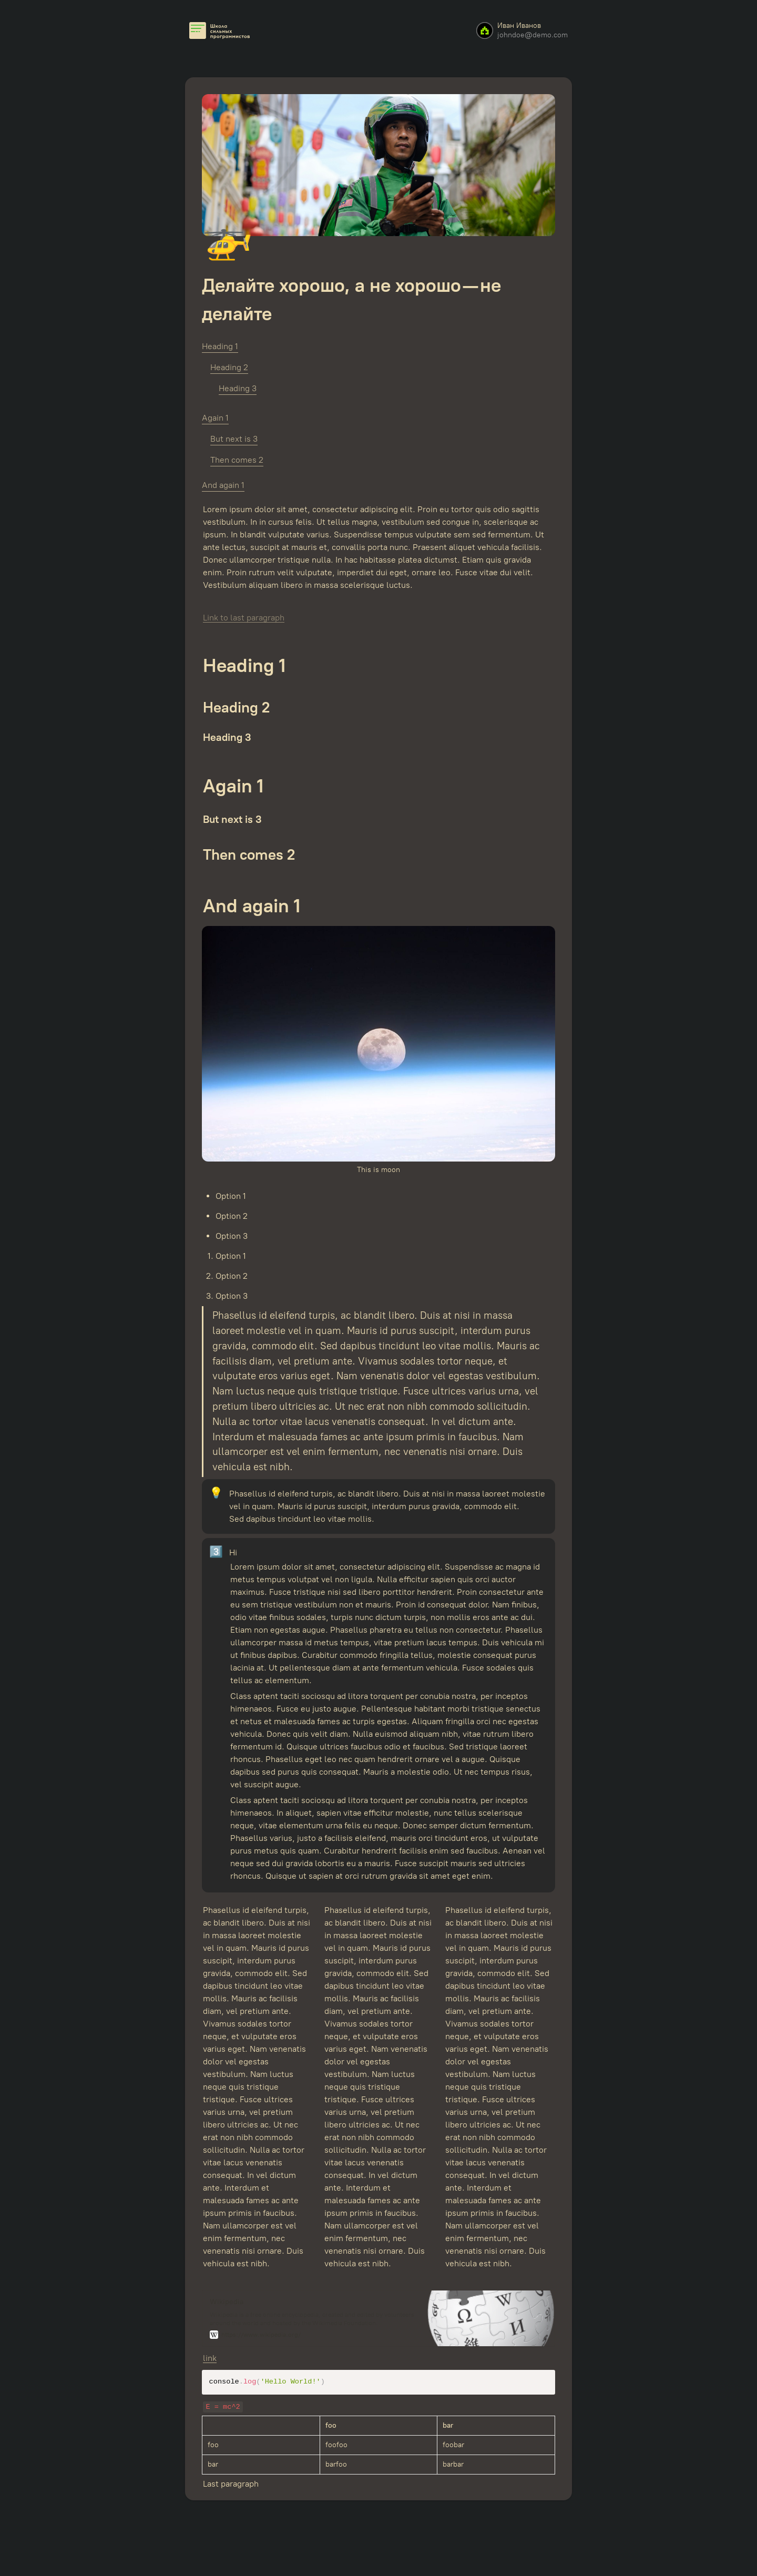 Школа
сильных
программистов
Иван Иванов
johndoe@demo.com
Делайте хорошо, а не хорошо — не
делайте
Heading 1
Heading 2
Heading 3
Again 1
But next is 3
Then comes 2
And again 1
Lorem ipsum dolor sit amet, consectetur adipiscing elit. Proin eu tortor quis odio sagittis
vestibulum. In in cursus felis. Ut tellus magna, vestibulum sed congue in, scelerisque ac
ipsum. In blandit vulputate varius. Suspendisse tempus vulputate sem sed fermentum. Ut
ante lectus, suscipit at mauris et, convallis porta nunc. Praesent aliquet vehicula facilisis.
Donec ullamcorper tristique nulla. In hac habitasse platea dictumst. Etiam quis gravida
enim. Proin rutrum velit vulputate, imperdiet dui eget, ornare leo. Fusce vitae dui velit.
Vestibulum aliquam libero in massa scelerisque luctus.
Link to last paragraph
Heading 1
Heading 2
Heading 3
Again 1
But next is 3
Then comes 2
And again 1
This is moon
• Option 1
• Option 2
• Option 3
1. Option 1
2. Option 2
3. Option 3
Phasellus id eleifend turpis, ac blandit libero. Duis at nisi in massa
laoreet molestie vel in quam. Mauris id purus suscipit, interdum purus
gravida, commodo elit. Sed dapibus tincidunt leo vitae mollis. Mauris ac
facilisis diam, vel pretium ante. Vivamus sodales tortor neque, et
vulputate eros varius eget. Nam venenatis dolor vel egestas vestibulum.
Nam luctus neque quis tristique tristique. Fusce ultrices varius urna, vel
pretium libero ultricies ac. Ut nec erat non nibh commodo sollicitudin.
Nulla ac tortor vitae lacus venenatis consequat. In vel dictum ante.
Interdum et malesuada fames ac ante ipsum primis in faucibus. Nam
ullamcorper est vel enim fermentum, nec venenatis nisi ornare. Duis
vehicula est nibh.
Phasellus id eleifend turpis, ac blandit libero. Duis at nisi in massa laoreet molestie
vel in quam. Mauris id purus suscipit, interdum purus gravida, commodo elit.
Sed dapibus tincidunt leo vitae mollis.
3 Hi
Lorem ipsum dolor sit amet, consectetur adipiscing elit. Suspendisse ac magna id
metus tempus volutpat vel non ligula. Nulla efficitur sapien quis orci auctor
maximus. Fusce tristique nisi sed libero porttitor hendrerit. Proin consectetur ante
eu sem tristique vestibulum non et mauris. Proin id consequat dolor. Nam finibus,
odio vitae finibus sodales, turpis nunc dictum turpis, non mollis eros ante ac dui.
Etiam non egestas augue. Phasellus pharetra eu tellus non consectetur. Phasellus
ullamcorper massa id metus tempus, vitae pretium lacus tempus. Duis vehicula mi
ut finibus dapibus. Curabitur commodo fringilla tellus, molestie consequat purus
lacinia at. Ut pellentesque diam at ante fermentum vehicula. Fusce sodales quis
tellus ac elementum.
Class aptent taciti sociosqu ad litora torquent per conubia nostra, per inceptos
himenaeos. Fusce eu justo augue. Pellentesque habitant morbi tristique senectus
et netus et malesuada fames ac turpis egestas. Aliquam fringilla orci nec egestas
vehicula. Donec quis velit diam. Nulla euismod aliquam nibh, vitae rutrum libero
fermentum id. Quisque ultrices faucibus odio et faucibus. Sed tristique laoreet
rhoncus. Phasellus eget leo nec quam hendrerit ornare vel a augue. Quisque
dapibus sed purus quis consequat. Mauris a molestie odio. Ut nec tempus risus,
vel suscipit augue.
Class aptent taciti sociosqu ad litora torquent per conubia nostra, per inceptos
himenaeos. In aliquet, sapien vitae efficitur molestie, nunc tellus scelerisque
neque, vitae elementum urna felis eu neque. Donec semper dictum fermentum.
Phasellus varius, justo a facilisis eleifend, mauris orci tincidunt eros, ut vulputate
purus metus quis quam. Curabitur hendrerit facilisis enim sed faucibus. Aenean vel
neque sed dui gravida lobortis eu a mauris. Fusce suscipit mauris sed ultricies
rhoncus. Quisque ut sapien at orci rutrum gravida sit amet eget enim.
Phasellus id eleifend turpis,
ac blandit libero. Duis at nisi
in massa laoreet molestie
vel in quam. Mauris id purus
suscipit, interdum purus
gravida, commodo elit. Sed
dapibus tincidunt leo vitae
mollis. Mauris ac facilisis
diam, vel pretium ante.
Vivamus sodales tortor
neque, et vulputate eros
varius eget. Nam venenatis
dolor vel egestas
vestibulum. Nam luctus
neque quis tristique
tristique. Fusce ultrices
varius urna, vel pretium
libero ultricies ac. Ut nec
erat non nibh commodo
sollicitudin. Nulla ac tortor
vitae lacus venenatis
consequat. In vel dictum
ante. Interdum et
malesuada fames ac ante
ipsum primis in faucibus.
Nam ullamcorper est vel
enim fermentum, nec
venenatis nisi ornare. Duis
vehicula est nibh.
Phasellus id eleifend turpis,
ac blandit libero. Duis at nisi
in massa laoreet molestie
vel in quam. Mauris id purus
suscipit, interdum purus
gravida, commodo elit. Sed
dapibus tincidunt leo vitae
mollis. Mauris ac facilisis
diam, vel pretium ante.
Vivamus sodales tortor
neque, et vulputate eros
varius eget. Nam venenatis
dolor vel egestas
vestibulum. Nam luctus
neque quis tristique
tristique. Fusce ultrices
varius urna, vel pretium
libero ultricies ac. Ut nec
erat non nibh commodo
sollicitudin. Nulla ac tortor
vitae lacus venenatis
consequat. In vel dictum
ante. Interdum et
malesuada fames ac ante
ipsum primis in faucibus.
Nam ullamcorper est vel
enim fermentum, nec
venenatis nisi ornare. Duis
vehicula est nibh.
Phasellus id eleifend turpis,
ac blandit libero. Duis at nisi
in massa laoreet molestie
vel in quam. Mauris id purus
suscipit, interdum purus
gravida, commodo elit. Sed
dapibus tincidunt leo vitae
mollis. Mauris ac facilisis
diam, vel pretium ante.
Vivamus sodales tortor
neque, et vulputate eros
varius eget. Nam venenatis
dolor vel egestas
vestibulum. Nam luctus
neque quis tristique
tristique. Fusce ultrices
varius urna, vel pretium
libero ultricies ac. Ut nec
erat non nibh commodo
sollicitudin. Nulla ac tortor
vitae lacus venenatis
consequat. In vel dictum
ante. Interdum et
malesuada fames ac ante
ipsum primis in faucibus.
Nam ullamcorper est vel
enim fermentum, nec
venenatis nisi ornare. Duis
vehicula est nibh.
W
Ω W И 維
link
console.log('Hello World!')
E = mc^2
foo bar
foo foofoo foobar
bar barfoo barbar
Last paragraph